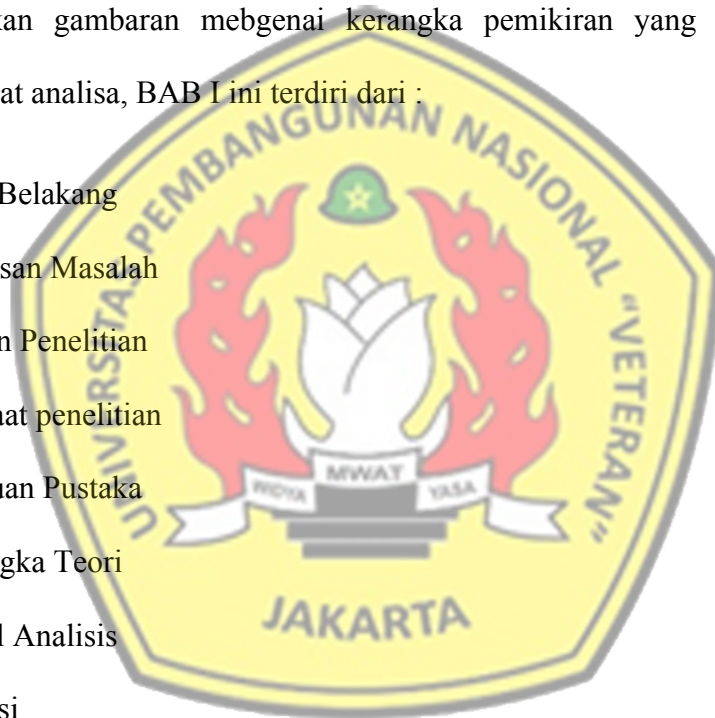 kan gambaran mebgenai kerangka pemikiran yang
at analisa, BAB I ini terdiri dari :
Belakang
san Masalah
n Penelitian
aat penelitian
uan Pustaka
gka Teori
l Analisis
si
UNIVERSITAS PEMBANGUNAN NASIONAL "VETERAN"
WIDYA MWAT YASA
JAKARTA